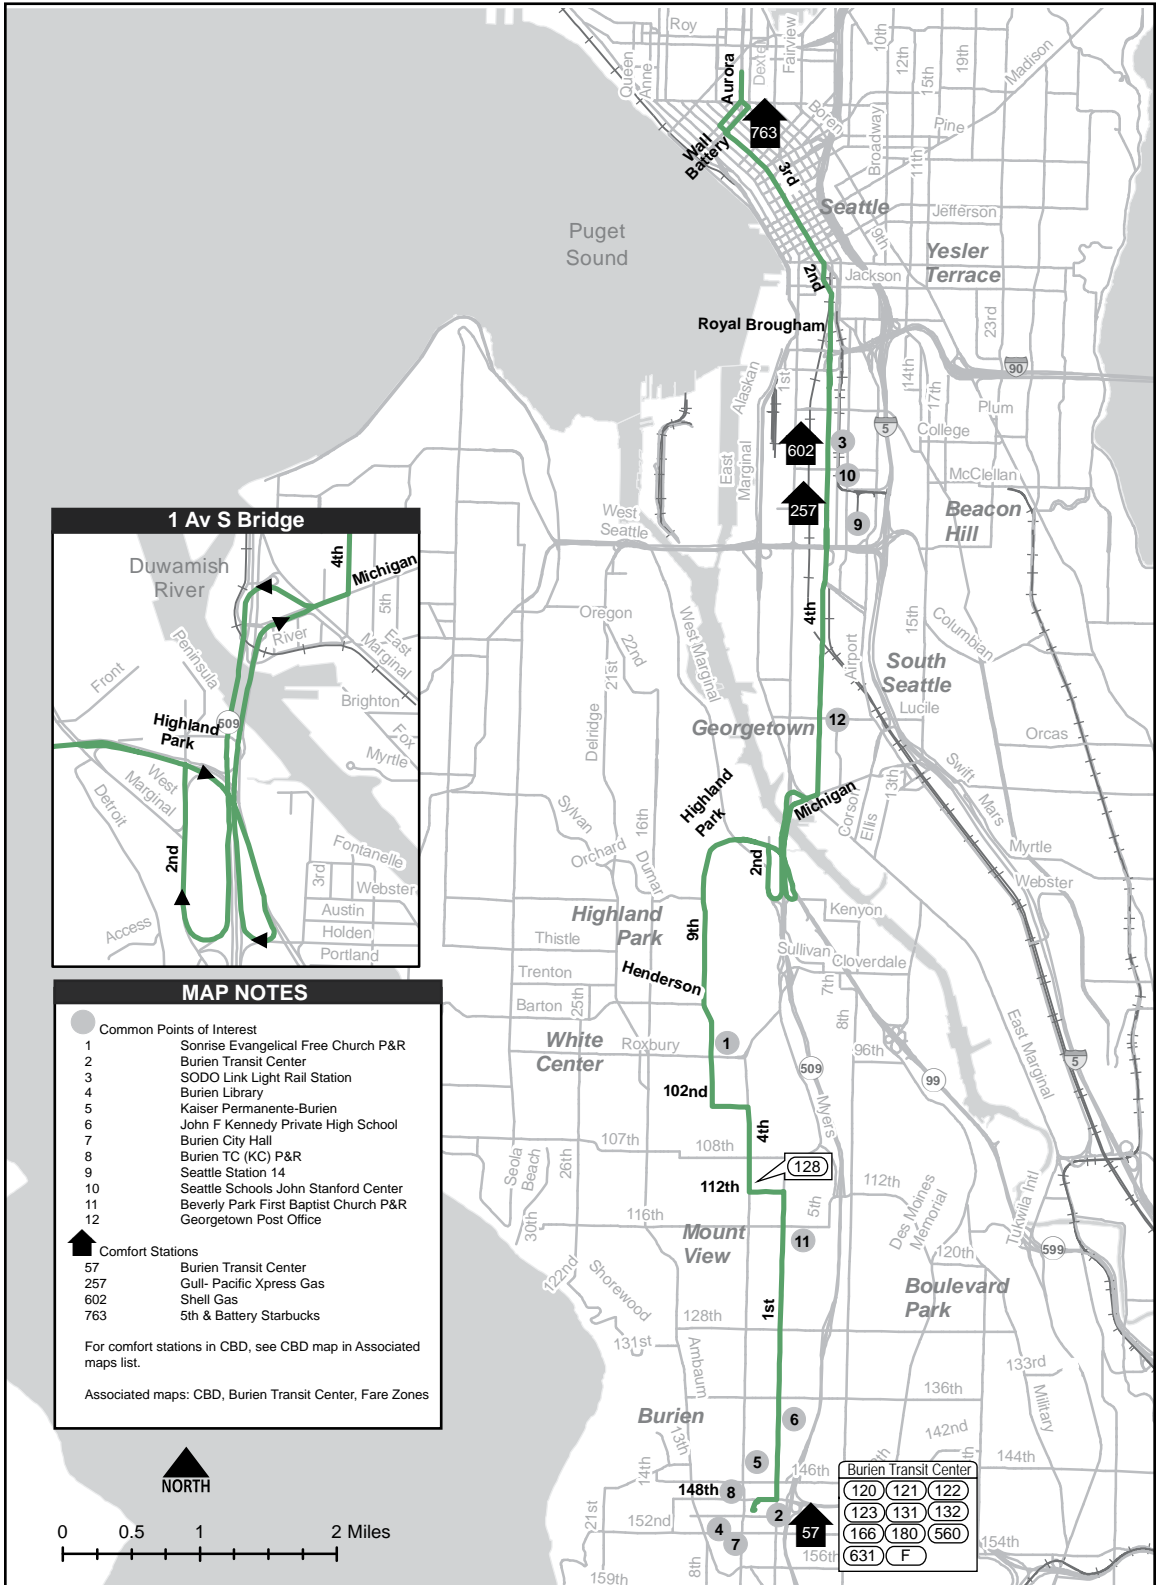 Roy
Queen
Anne
Aurora
Dexter
Fairview
10th
12th
15th
19th
Madison
763
Boren
Broadway
Pine
11th
Wall
Battery
3rd
Seattle
Jefferson
9th
Yesler
Terrace
Puget
Sound
2nd
Jackson
Royal Brougham
23rd
90
Alaskan
1st
14th
17th
Plum
5
College
602
3
East
Marginal
10
McClellan
257
9
Beacon
Hill
West
Seattle
1 Av S Bridge
Duwamish
River
4th
Michigan
5th
River
East
Marginal
Peninsula
Front
Brighton
509
Highland
Park
Fox
Myrtle
West
Marginal
Detroit
2nd
Fontanelle
3rd
Webster
Austin
Holden
Portland
Access
Oregon
22nd
21st
West Marginal
4th
Airport
15th
Columbian
South
Seattle
Lucile
Delridge
Georgetown
12
Orcas
Swift
Mars
Highland
Park
Michigan
Corson
Ellis
13th
Sylvan
16th
Orchard
Dumar
2nd
Myrtle
Webster
Highland
Park
9th
Kenyon
Thistle
Sullivan
Cloverdale
Trenton
Henderson
25th
Barton
7th
8th
East Marginal
White
Center
Roxbury
1
96th
509
99
5
Myers
102nd
4th
107th
108th
128
Seola
Beach
26th
112th
5th
112th
Des Moines
Memorial
Tukwila Intl
30th
116th
Mount
View
11
120th
599
122nd
Shorewood
Boulevard
Park
1st
128th
131st
Ambaum
133rd
136th
Military
Burien
6
142nd
13th
14th
5
146th
144th
148th
8
21st
152nd
2
4
7
57
156th
154th
159th
8th
Burien Transit Center
120 121 122
123 131 132
166 180 560
631 F
MAP NOTES
Common Points of Interest
1 Sonrise Evangelical Free Church P&R
2 Burien Transit Center
3 SODO Link Light Rail Station
4 Burien Library
5 Kaiser Permanente-Burien
6 John F Kennedy Private High School
7 Burien City Hall
8 Burien TC (KC) P&R
9 Seattle Station 14
10 Seattle Schools John Stanford Center
11 Beverly Park First Baptist Church P&R
12 Georgetown Post Office
Comfort Stations
57 Burien Transit Center
257 Gull- Pacific Xpress Gas
602 Shell Gas
763 5th & Battery Starbucks
For comfort stations in CBD, see CBD map in Associated
maps list.
Associated maps: CBD, Burien Transit Center, Fare Zones
NORTH
0 0.5 1 2 Miles